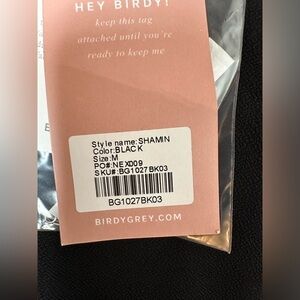 HEY BIRDY!
keep this tag
attached until you're
ready to keep me
Style name:SHAMIN
Color:BLACK
Size:M
PO#:NEX009
SKU#:BG1027BK03
BG1027BK03
BIRDYGREY.COM